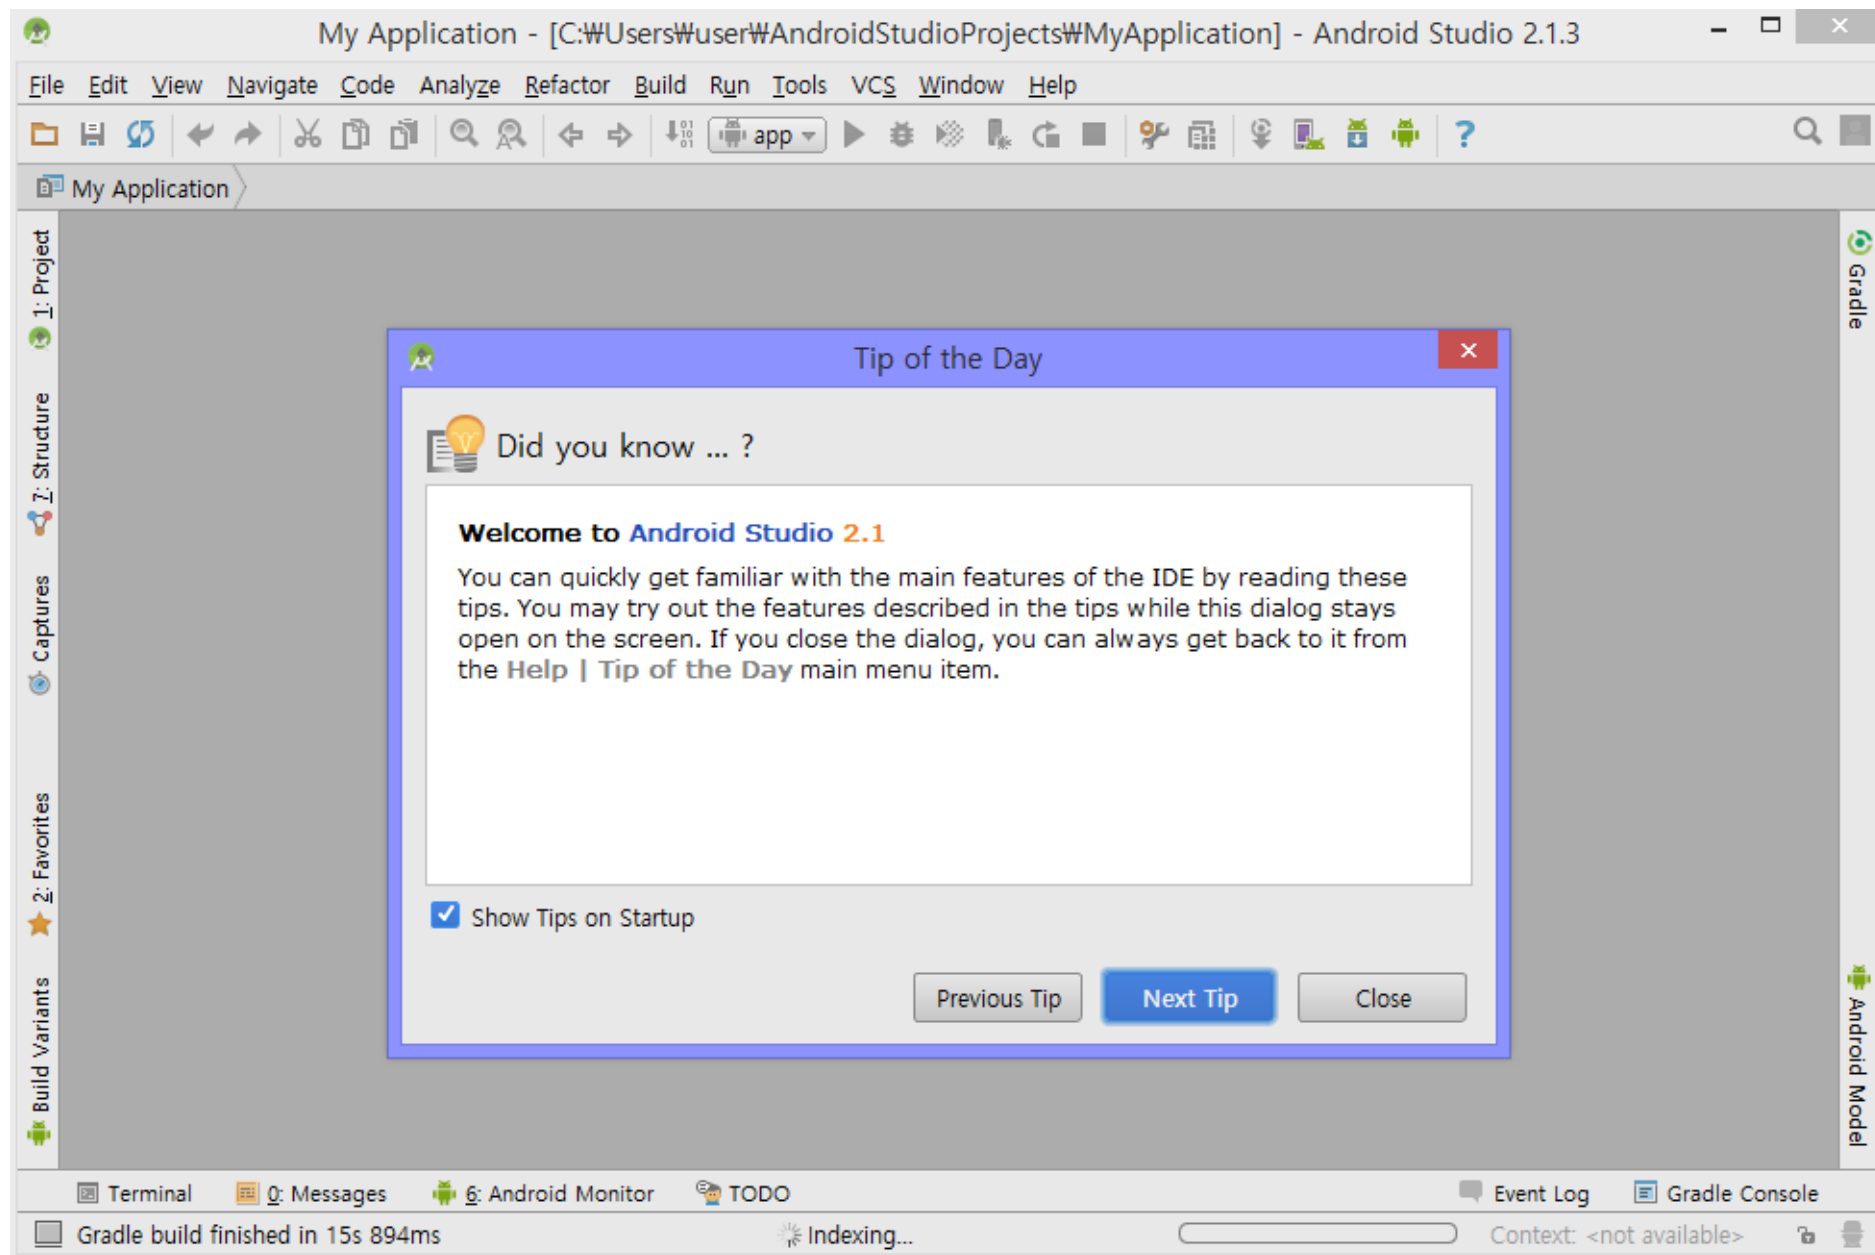 My Application - [C:₩Users₩user₩AndroidStudioProjects₩MyApplication] - Android Studio 2.1.3
File Edit View Navigate Code Analyze Refactor Build Run Tools VCS Window Help
app
My Application
1: Project
7: Structure
Captures
2: Favorites
Build Variants
Gradle
Android Model
Tip of the Day
Did you know ... ?
Welcome to Android Studio 2.1
You can quickly get familiar with the main features of the IDE by reading these
tips. You may try out the features described in the tips while this dialog stays
open on the screen. If you close the dialog, you can always get back to it from
the Help | Tip of the Day main menu item.
Show Tips on Startup
Previous Tip Next Tip Close
Terminal 0: Messages 6: Android Monitor TODO Event Log Gradle Console
Gradle build finished in 15s 894ms Indexing... Context: <not available>